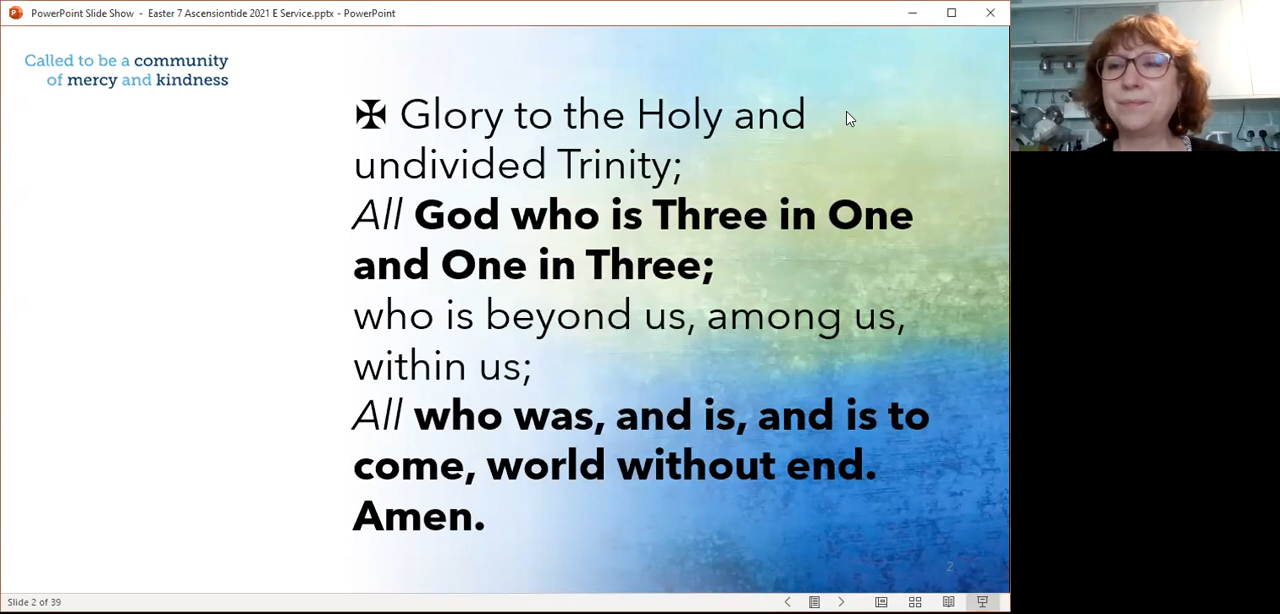 PowerPoint Slide Show - Easter 7 Ascensiontide 2021 E Service.pptx - PowerPoint
Called to be a community
of mercy and kindness
✠ Glory to the Holy and
undivided Trinity;
All God who is Three in One
and One in Three;
who is beyond us, among us,
within us;
All who was, and is, and is to
come, world without end.
Amen.
2
Slide 2 of 39